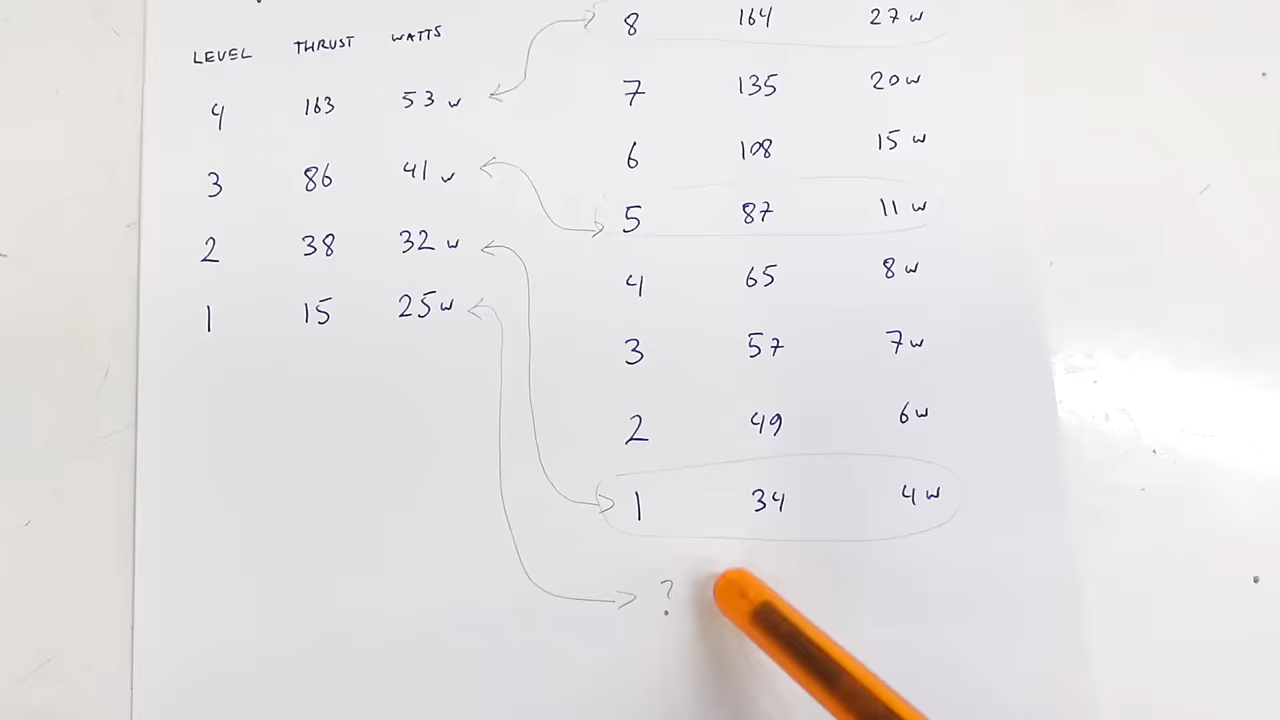 LEVEL THRUST WATTS
4 163 53 w
3 86 41 w
2 38 32 w
1 15 25 w
8 164 27 w
7 135 20 w
6 108 15 w
5 87 11 w
4 65 8 w
3 57 7 w
2 49 6 w
1 34 4 w
?